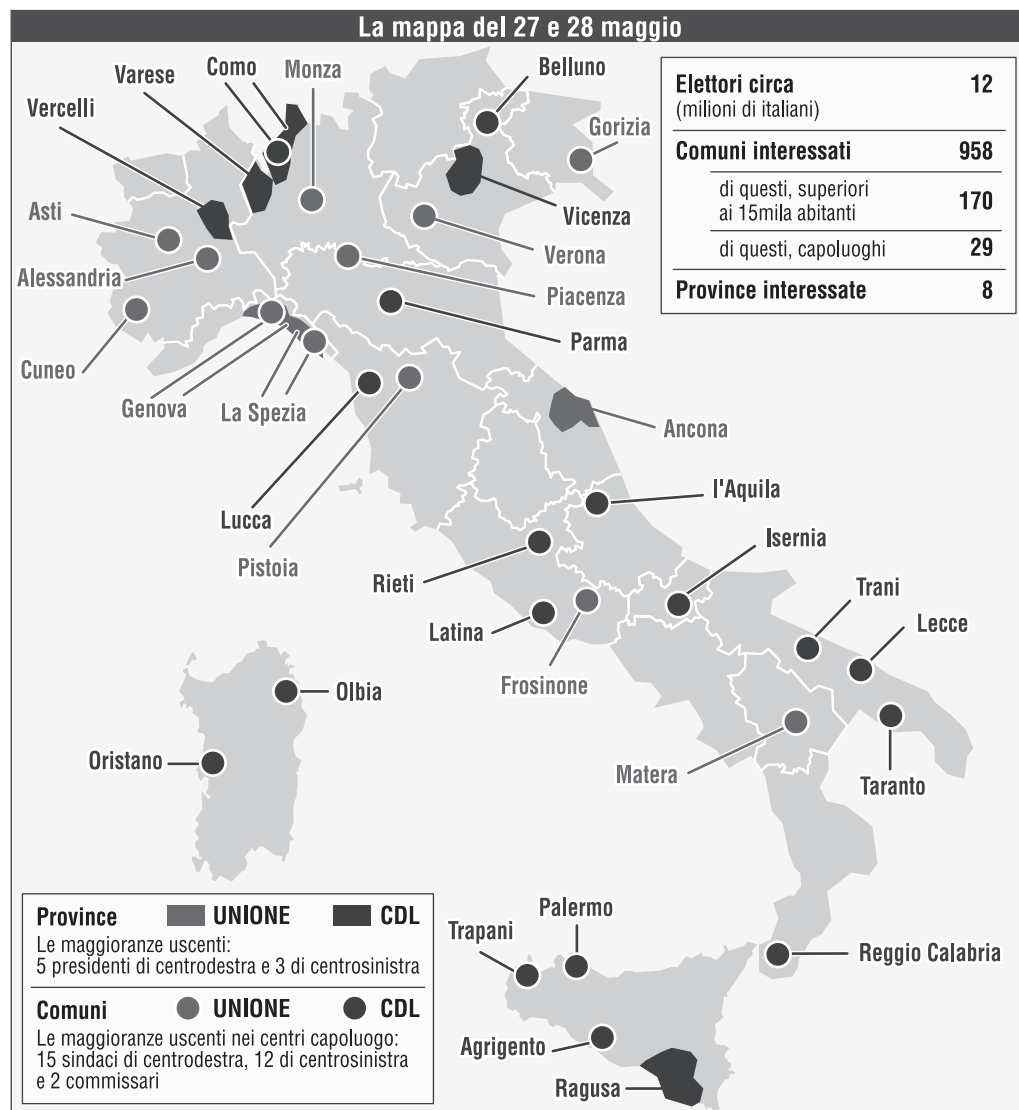 La mappa del 27 e 28 maggio
Elettori circa 12
(milioni di italiani)
Comuni interessati 958
di questi, superiori
ai 15mila abitanti 170
di questi, capoluoghi 29
Province interessate 8
Vercelli
Varese
Como
Monza
Belluno
Gorizia
Asti
Alessandria
Vicenza
Verona
Piacenza
Parma
Cuneo
Genova
La Spezia
Ancona
Lucca
Pistoia
l'Aquila
Rieti
Isernia
Latina
Frosinone
Trani
Lecce
Olbia
Oristano
Matera
Taranto
Palermo
Trapani
Reggio Calabria
Agrigento
Ragusa
Province UNIONE CDL
Le maggioranze uscenti:
5 presidenti di centrodestra e 3 di centrosinistra
Comuni UNIONE CDL
Le maggioranze uscenti nei centri capoluogo:
15 sindaci di centrodestra, 12 di centrosinistra
e 2 commissari